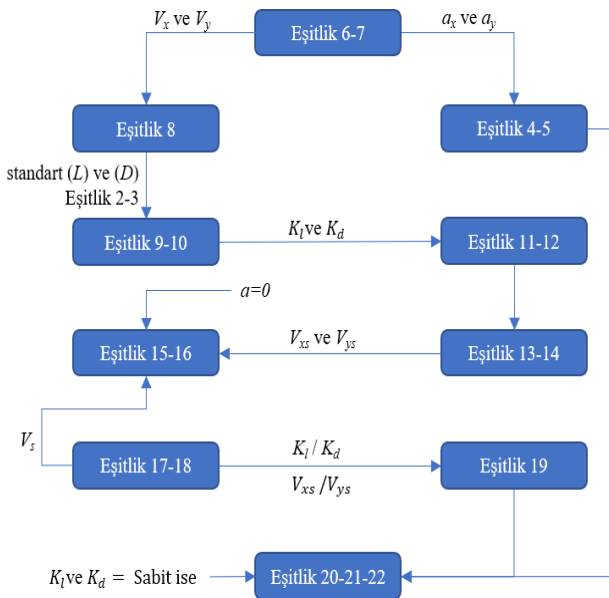 Vx ve Vy
Eşitlik 6-7
ax ve ay
Eşitlik 8
Eşitlik 4-5
standart (L) ve (D)
Eşitlik 2-3
Eşitlik 9-10
Kl ve Kd
Eşitlik 11-12
a=0
Eşitlik 15-16
Vxs ve Vys
Eşitlik 13-14
Vs
Eşitlik 17-18
Kl / Kd
Vxs /Vys
Eşitlik 19
Kl ve Kd = Sabit ise
Eşitlik 20-21-22